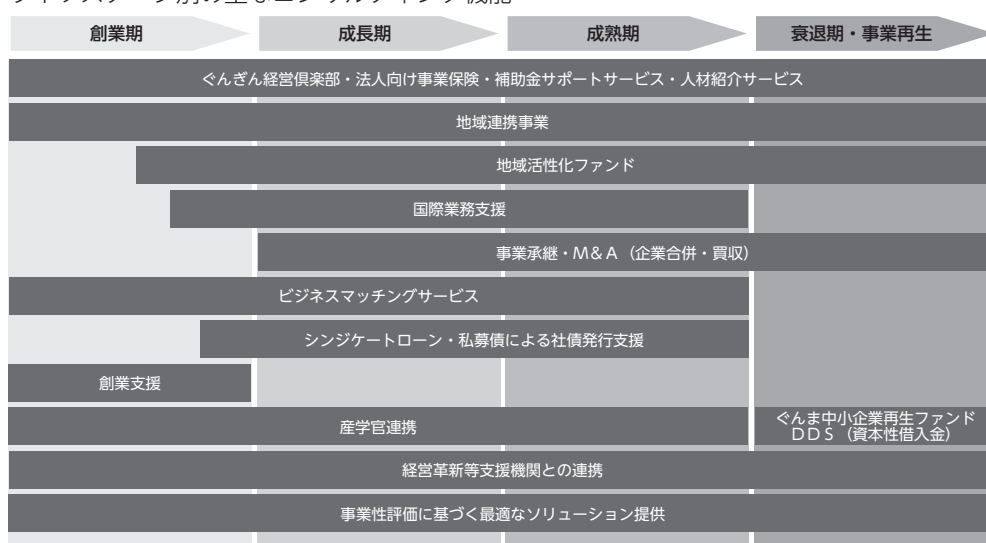 ライフステージ別の主なコンサルティング機能
創業期
成長期
成熟期
衰退期・事業再生
ぐんぎん経営倶楽部・法人向け事業保険・補助金サポートサービス・人材紹介サービス
地域連携事業
地域活性化ファンド
国際業務支援
事業承継・M&A（企業合併・買収）
ビジネスマッチングサービス
シンジケートローン・私募債による社債発行支援
創業支援
産学官連携
ぐんま中小企業再生ファンド
DDS（資本性借入金）
経営革新等支援機関との連携
事業性評価に基づく最適なソリューション提供